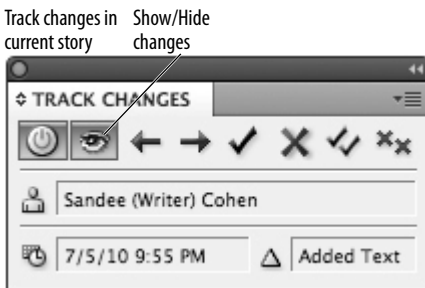 Track changes in
current story
Show/Hide
changes
TRACK CHANGES
Sandee (Writer) Cohen
7/5/10 9:55 PM
Added Text